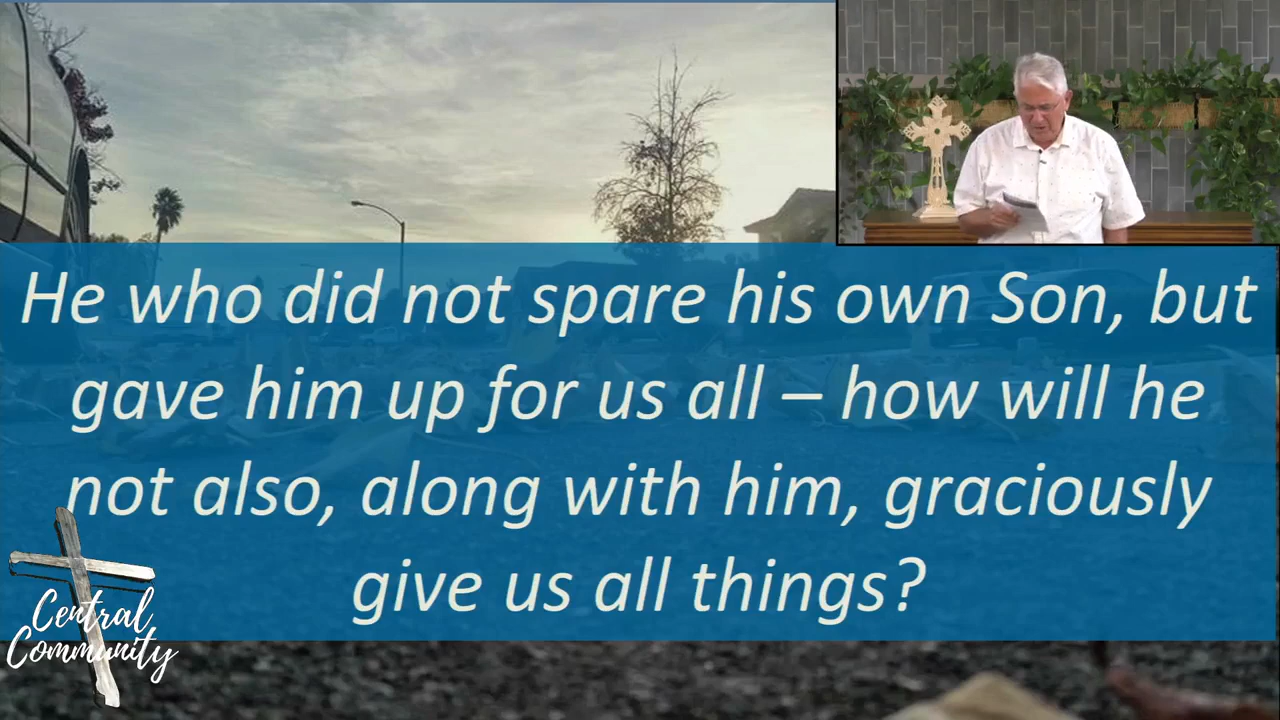 He who did not spare his own Son, but
gave him up for us all – how will he
not also, along with him, graciously
give us all things?
Central
Community